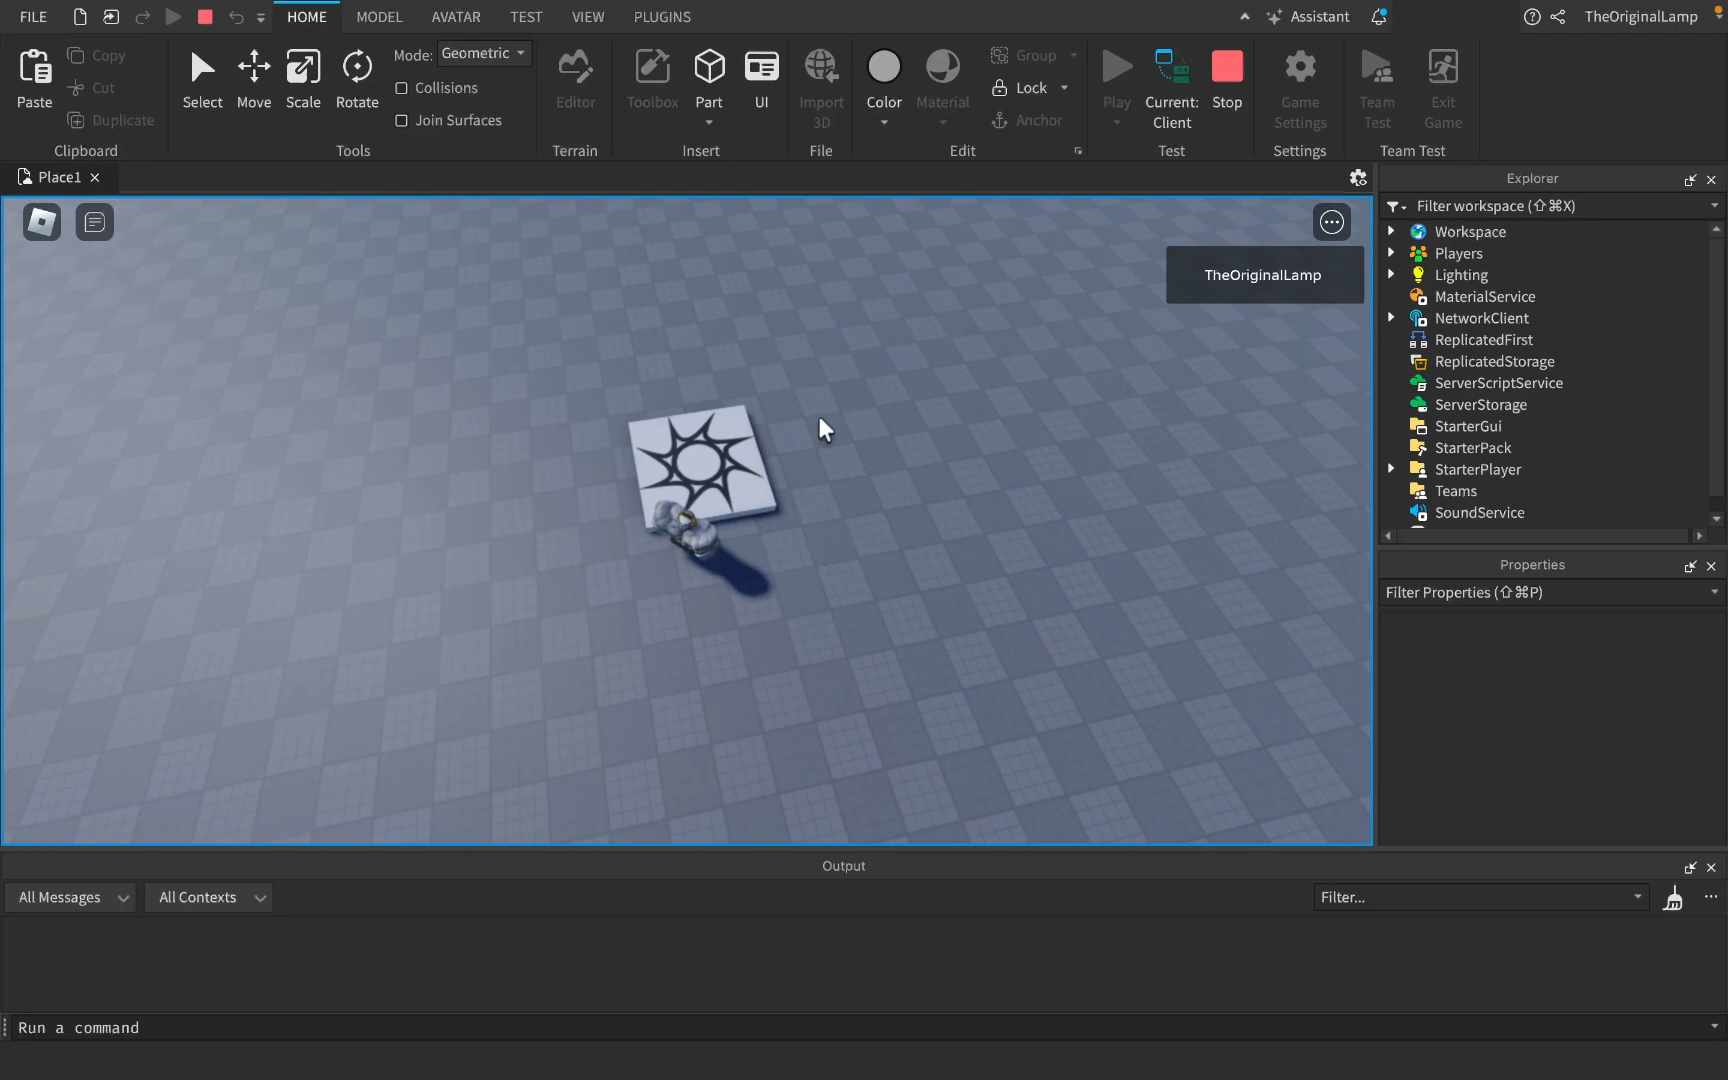 FILE
HOME
MODEL
AVATAR
TEST
VIEW
PLUGINS
Assistant
TheOriginalLamp
Paste
Copy
Cut
Duplicate
Clipboard
Select
Move
Scale
Rotate
Mode: Geometric
Collisions
Join Surfaces
Tools
Editor
Terrain
Toolbox
Part
UI
Insert
Import
3D
File
Color
Material
Group
Lock
Anchor
Edit
Play
Current:
Client
Stop
Test
Game
Settings
Settings
Team
Test
Exit
Game
Team Test
Place1
TheOriginalLamp
Explorer
Filter workspace (⇧⌘X)
Workspace
Players
Lighting
MaterialService
NetworkClient
ReplicatedFirst
ReplicatedStorage
ServerScriptService
ServerStorage
StarterGui
StarterPack
StarterPlayer
Teams
SoundService
Properties
Filter Properties (⇧⌘P)
Output
All Messages
All Contexts
Filter...
Run a command